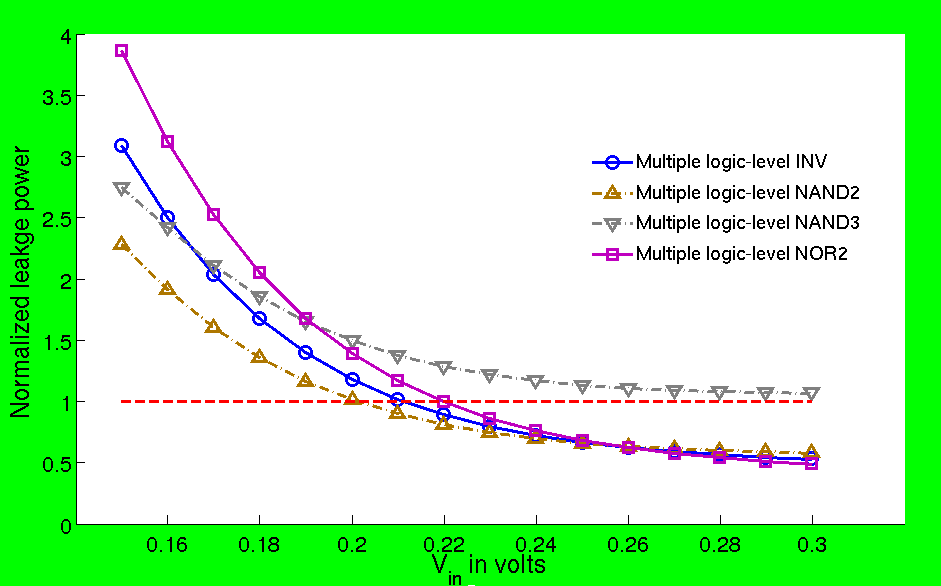 4
3.5
3
2.5
2
1.5
1
0.5
0
Normalized leakge power
Multiple logic-level INV
Multiple logic-level NAND2
Multiple logic-level NAND3
Multiple logic-level NOR2
0.16 0.18 0.2 0.22 0.24 0.26 0.28 0.3
V_in in volts